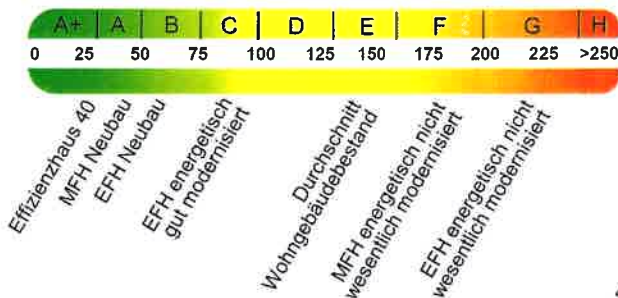 A+ A B C D E F G H
0 25 50 75 100 125 150 175 200 225 >250
Effizienzhaus 40
MFH Neubau
EFH Neubau
EFH energetisch
gut modernisiert
Durchschnitt
Wohngebäudebestand
MFH energetisch nicht
wesentlich modernisiert
EFH energetisch nicht
wesentlich modernisiert